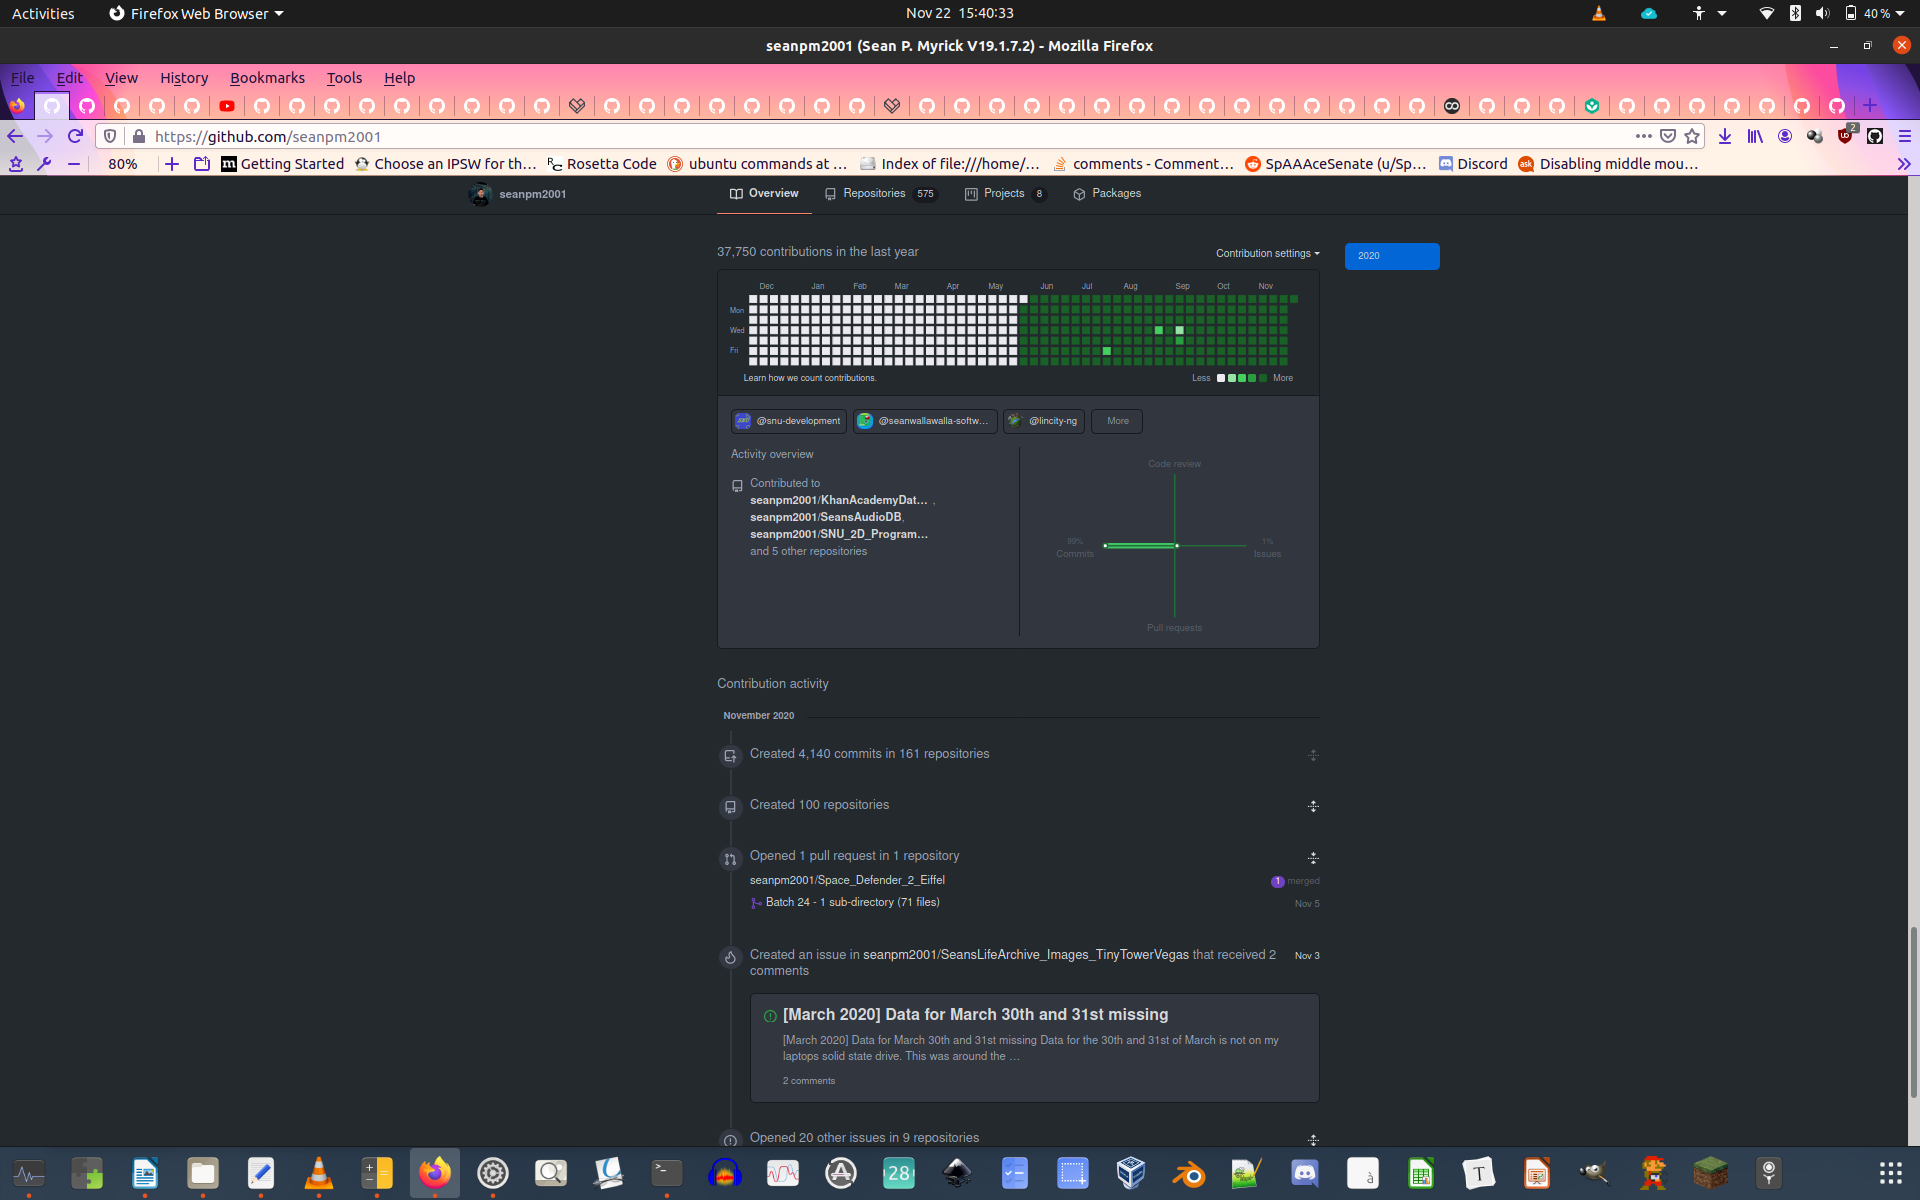 Activities
Firefox Web Browser
Nov 22 15:40:33
40 %
seanpm2001 (Sean P. Myrick V19.1.7.2) - Mozilla Firefox
File Edit View History Bookmarks Tools Help
https://github.com/seanpm2001
2
80%
Getting Started
Choose an IPSW for th…
Rosetta Code
ubuntu commands at …
Index of file:///home/…
comments - Comment…
SpAAAceSenate (u/Sp…
Discord
Disabling middle mou…
seanpm2001
Overview
Repositories 575
Projects 8
Packages
37,750 contributions in the last year
Contribution settings
2020
Dec Jan Feb Mar Apr May Jun Jul Aug Sep Oct Nov
Mon
Wed
Fri
Learn how we count contributions.
Less More
@snu-development
@seanwallawalla-softw…
@lincity-ng
More
Activity overview
Contributed to
seanpm2001/KhanAcademyDat… ,
seanpm2001/SeansAudioDB,
seanpm2001/SNU_2D_Program…
and 5 other repositories
Code review
99%
Commits
1%
Issues
Pull requests
Contribution activity
November 2020
Created 4,140 commits in 161 repositories
Created 100 repositories
Opened 1 pull request in 1 repository
seanpm2001/Space_Defender_2_Eiffel
1 merged
Batch 24 - 1 sub-directory (71 files)
Nov 5
Created an issue in seanpm2001/SeansLifeArchive_Images_TinyTowerVegas that received 2
comments
Nov 3
[March 2020] Data for March 30th and 31st missing
[March 2020] Data for March 30th and 31st missing Data for the 30th and 31st of March is not on my
laptops solid state drive. This was around the …
2 comments
Opened 20 other issues in 9 repositories
28